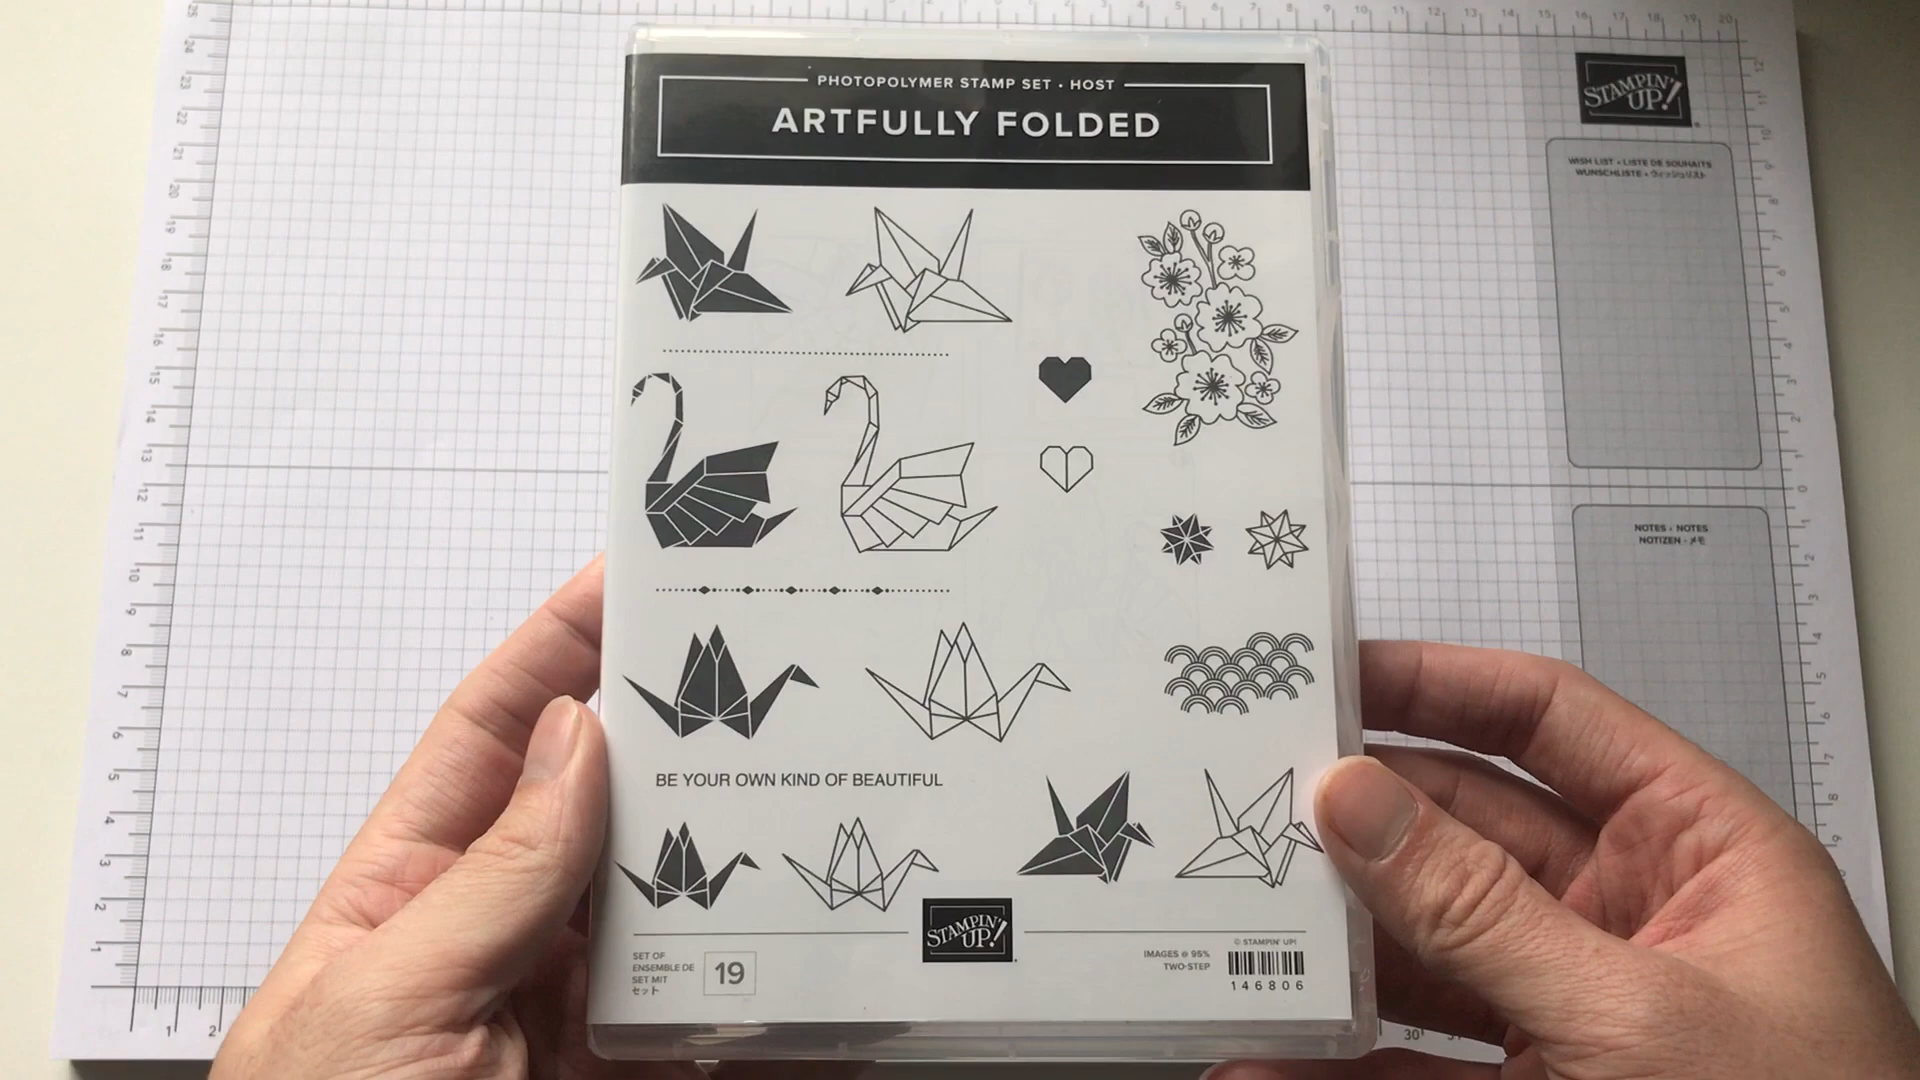 PHOTOPOLYMER STAMP SET • HOST
ARTFULLY FOLDED
BE YOUR OWN KIND OF BEAUTIFUL
SET OF
ENSEMBLE DE
SET MIT
セット
19
STAMPIN'
UP!
IMAGES @ 95%
TWO-STEP
© STAMPIN' UP!
146806
STAMPIN'
UP!
WISH LIST • LISTE DE SOUHAITS
WUNSCHLISTE • ウィッシュリスト
NOTES • NOTES
NOTIZEN • メモ